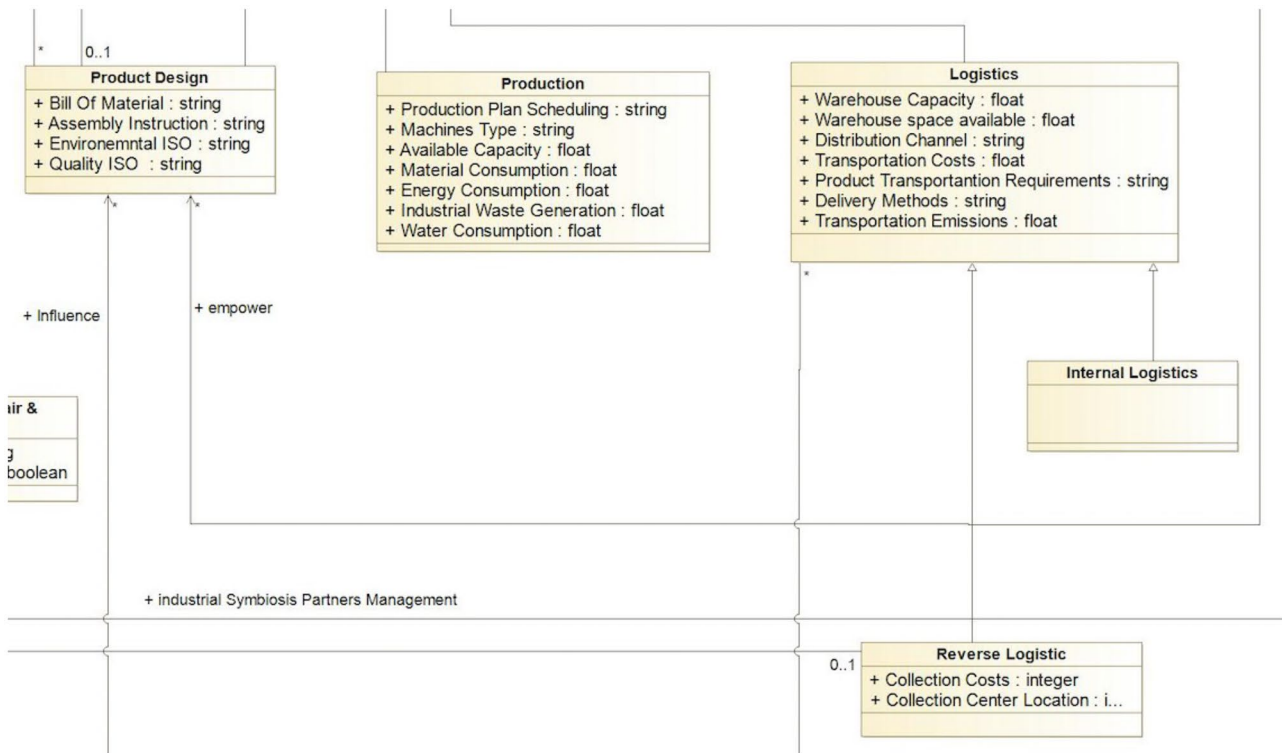 *
0..1
Product Design
+ Bill Of Material : string
+ Assembly Instruction : string
+ Environemntal ISO : string
+ Quality ISO : string
*
*
+ Influence
+ empower
Production
+ Production Plan Scheduling : string
+ Machines Type : string
+ Available Capacity : float
+ Material Consumption : float
+ Energy Consumption : float
+ Industrial Waste Generation : float
+ Water Consumption : float
Logistics
+ Warehouse Capacity : float
+ Warehouse space available : float
+ Distribution Channel : string
+ Transportation Costs : float
+ Product Transportantion Requirements : string
+ Delivery Methods : string
+ Transportation Emissions : float
*
Internal Logistics
air &
g
boolean
+ industrial Symbiosis Partners Management
0..1
Reverse Logistic
+ Collection Costs : integer
+ Collection Center Location : i...